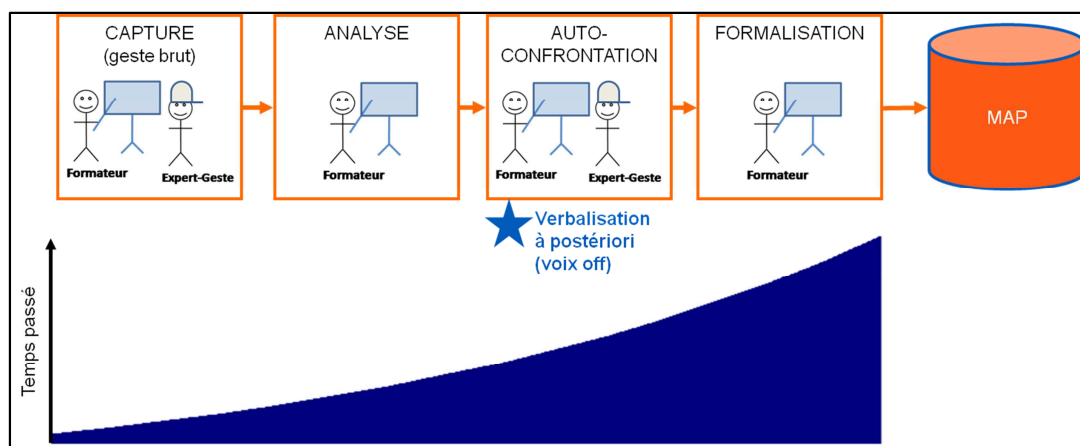 CAPTURE
(geste brut)
Formateur
Expert-Geste
ANALYSE
Formateur
AUTO-
CONFRONTATION
Formateur
Expert-Geste
FORMALISATION
Formateur
MAP
Verbalisation
à postériori
(voix off)
Temps passé